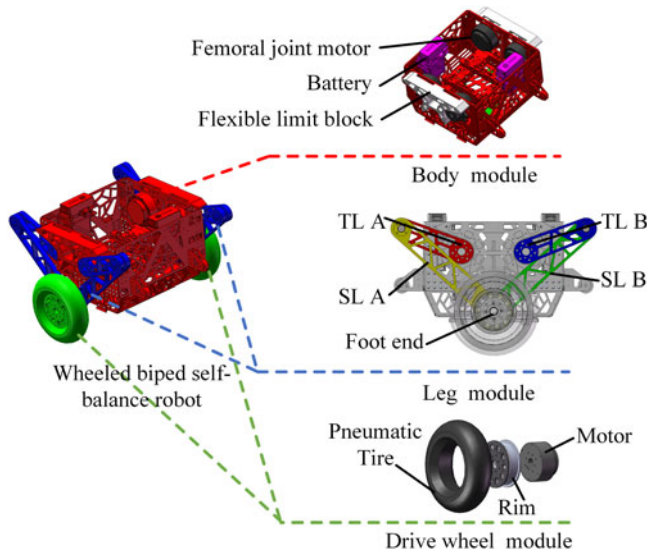 Femoral joint motor
Battery
Flexible limit block
Body module
TL A
TL B
SL A
SL B
Foot end
Wheeled biped self-
balance robot
Leg module
Pneumatic
Tire
Motor
Rim
Drive wheel module